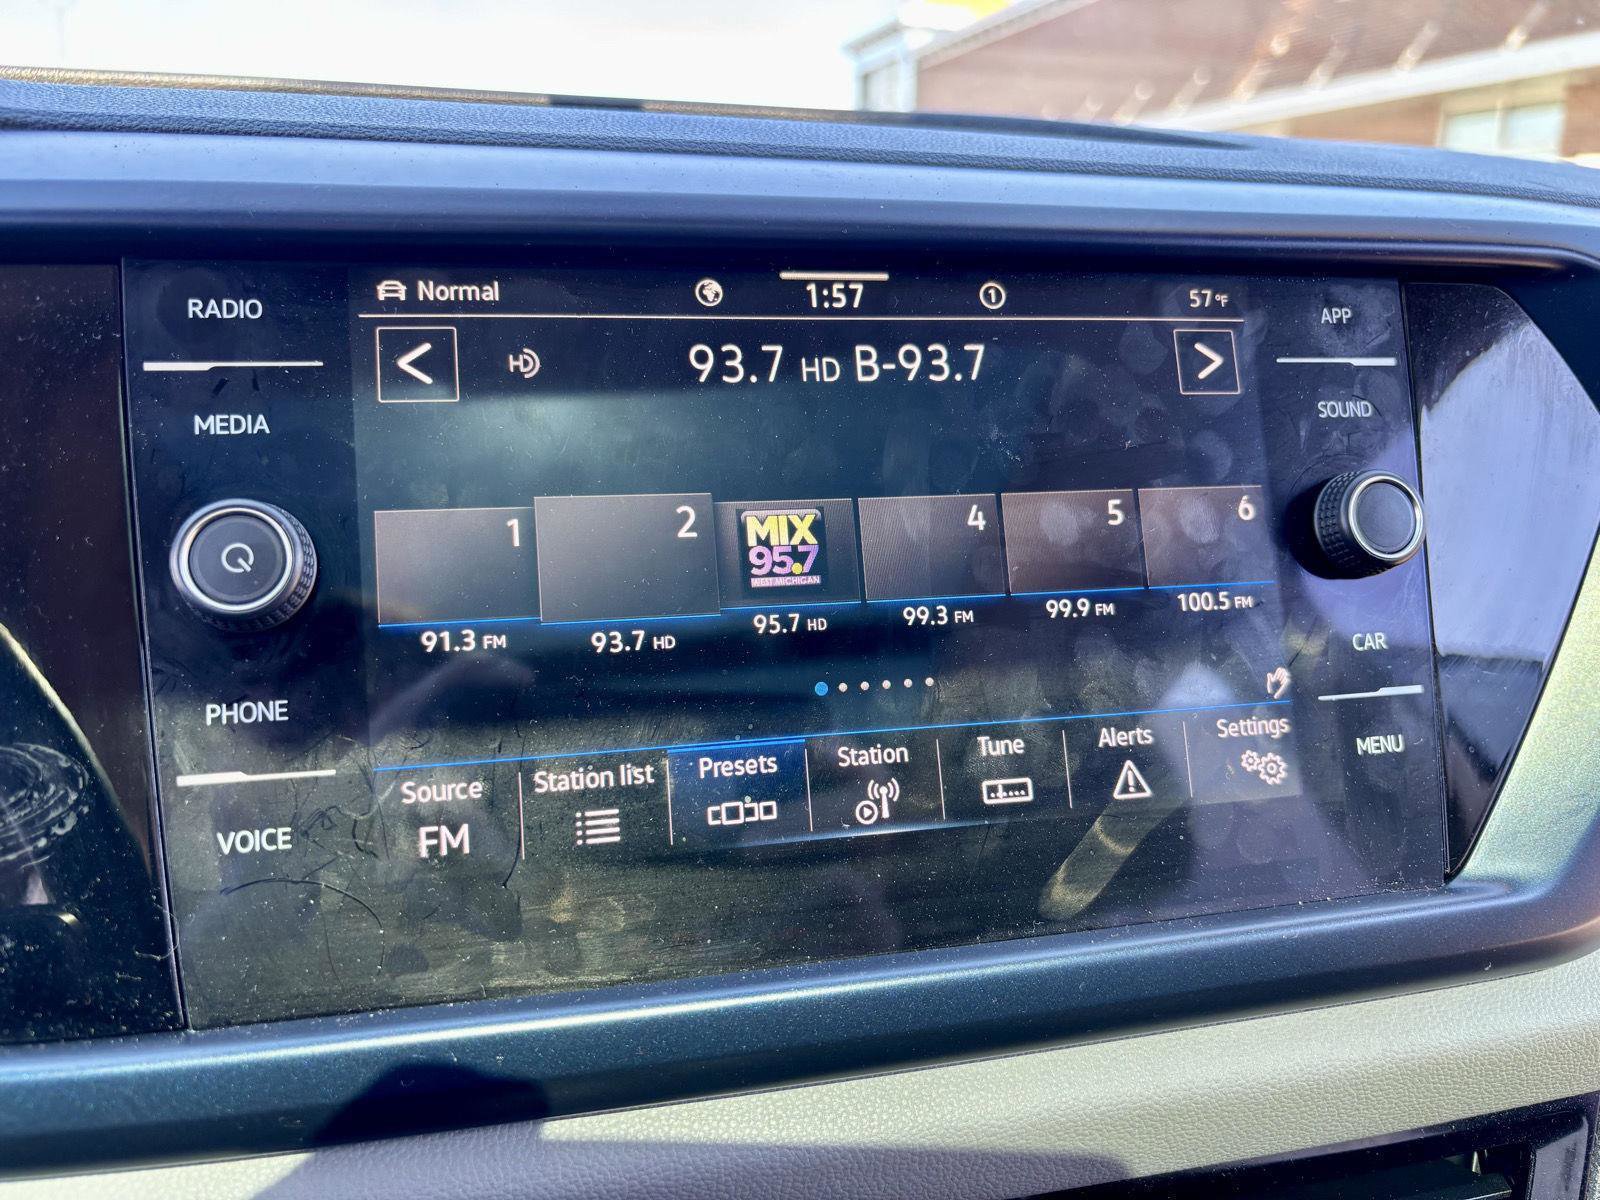 RADIO
MEDIA
PHONE
VOICE
Normal
1:57
1
57 °F
<
HD
93.7 HD B-93.7
>
1
2
MIX
95.7
WEST MICHIGAN
4
5
6
91.3 FM
93.7 HD
95.7 HD
99.3 FM
99.9 FM
100.5 FM
Source
FM
Station list
Presets
Station
Tune
Alerts
Settings
APP
SOUND
CAR
MENU